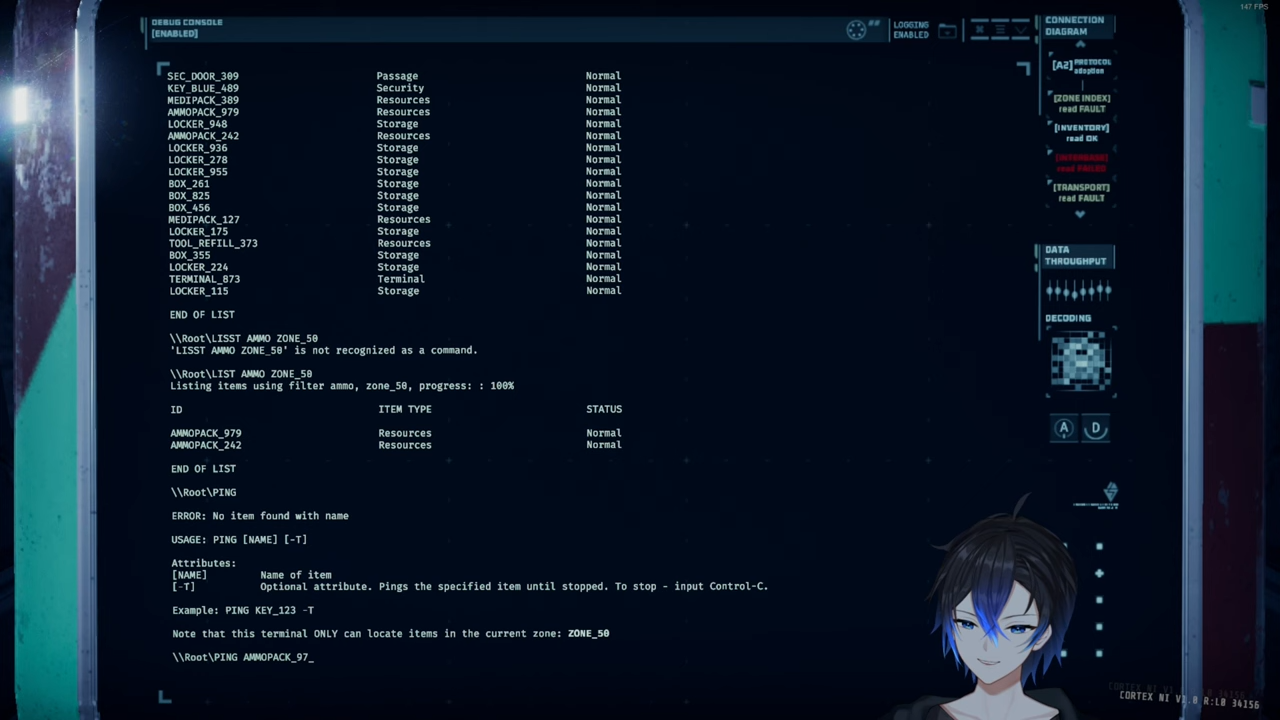 147 FPS
DEBUG CONSOLE
[ENABLED]
LOGGING
ENABLED
SEC_DOOR_309 Passage Normal
KEY_BLUE_489 Security Normal
MEDIPACK_389 Resources Normal
AMMOPACK_979 Resources Normal
LOCKER_948 Storage Normal
AMMOPACK_242 Resources Normal
LOCKER_936 Storage Normal
LOCKER_278 Storage Normal
LOCKER_955 Storage Normal
BOX_261 Storage Normal
BOX_825 Storage Normal
BOX_456 Storage Normal
MEDIPACK_127 Resources Normal
LOCKER_175 Storage Normal
TOOL_REFILL_373 Resources Normal
BOX_355 Storage Normal
LOCKER_224 Storage Normal
TERMINAL_873 Terminal Normal
LOCKER_115 Storage Normal
END OF LIST
\\Root\LISST AMMO ZONE_50
'LISST AMMO ZONE_50' is not recognized as a command.
\\Root\LIST AMMO ZONE_50
Listing items using filter ammo, zone_50, progress: : 100%
ID ITEM TYPE STATUS
AMMOPACK_979 Resources Normal
AMMOPACK_242 Resources Normal
END OF LIST
\\Root\PING
ERROR: No item found with name
USAGE: PING [NAME] [-T]
Attributes:
[NAME] Name of item
[-T] Optional attribute. Pings the specified item until stopped. To stop - input Control-C.
Example: PING KEY_123 -T
Note that this terminal ONLY can locate items in the current zone: ZONE_50
\\Root\PING AMMOPACK_97_
CONNECTION
DIAGRAM
[A2] PROTOCOL
adoption
[ZONE INDEX]
read FAULT
[INVENTORY]
read OK
read FAILED
[TRANSPORT]
read FAULT
DATA
THROUGHPUT
DECODING
A D
CORTEX NI V1.8 R:L0 34156